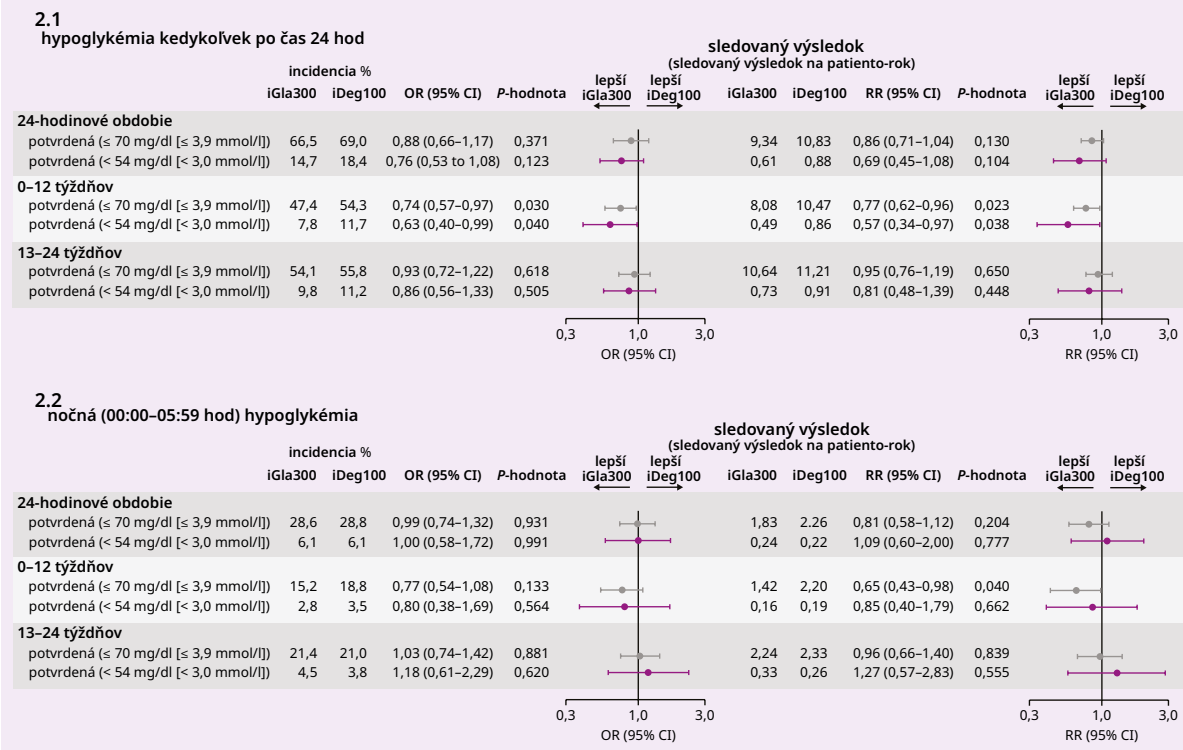 2.1
hypoglykémia kedykoľvek po čas 24 hod
sledovaný výsledok
(sledovaný výsledok na patiento-rok)
incidencia %
lepší lepší lepší lepší
iGla300 iDeg100 OR (95% CI) P-hodnota iGla300 iDeg100 iGla300 iDeg100 RR (95% CI) P-hodnota iGla300 iDeg100
24-hodinové obdobie
potvrdená (≤ 70 mg/dl [≤ 3,9 mmol/l]) 66,5 69,0 0,88 (0,66–1,17) 0,371 9,34 10,83 0,86 (0,71–1,04) 0,130
potvrdená (< 54 mg/dl [< 3,0 mmol/l]) 14,7 18,4 0,76 (0,53 to 1,08) 0,123 0,61 0,88 0,69 (0,45–1,08) 0,104
0–12 týždňov
potvrdená (≤ 70 mg/dl [≤ 3,9 mmol/l]) 47,4 54,3 0,74 (0,57–0,97) 0,030 8,08 10,47 0,77 (0,62–0,96) 0,023
potvrdená (< 54 mg/dl [< 3,0 mmol/l]) 7,8 11,7 0,63 (0,40–0,99) 0,040 0,49 0,86 0,57 (0,34–0,97) 0,038
13–24 týždňov
potvrdená (≤ 70 mg/dl [≤ 3,9 mmol/l]) 54,1 55,8 0,93 (0,72–1,22) 0,618 10,64 11,21 0,95 (0,76–1,19) 0,650
potvrdená (< 54 mg/dl [< 3,0 mmol/l]) 9,8 11,2 0,86 (0,56–1,33) 0,505 0,73 0,91 0,81 (0,48–1,39) 0,448
0,3 1,0 3,0 0,3 1,0 3,0
OR (95% CI) RR (95% CI)
2.2
nočná (00:00–05:59 hod) hypoglykémia
sledovaný výsledok
(sledovaný výsledok na patiento-rok)
incidencia %
lepší lepší lepší lepší
iGla300 iDeg100 OR (95% CI) P-hodnota iGla300 iDeg100 iGla300 iDeg100 RR (95% CI) P-hodnota iGla300 iDeg100
24-hodinové obdobie
potvrdená (≤ 70 mg/dl [≤ 3,9 mmol/l]) 28,6 28,8 0,99 (0,74–1,32) 0,931 1,83 2.26 0,81 (0,58–1,12) 0,204
potvrdená (< 54 mg/dl [< 3,0 mmol/l]) 6,1 6,1 1,00 (0,58–1,72) 0,991 0,24 0,22 1,09 (0,60–2,00) 0,777
0–12 týždňov
potvrdená (≤ 70 mg/dl [≤ 3,9 mmol/l]) 15,2 18,8 0,77 (0,54–1,08) 0,133 1,42 2,20 0,65 (0,43–0,98) 0,040
potvrdená (< 54 mg/dl [< 3,0 mmol/l]) 2,8 3,5 0,80 (0,38–1,69) 0,564 0,16 0,19 0,85 (0,40–1,79) 0,662
13–24 týždňov
potvrdená (≤ 70 mg/dl [≤ 3,9 mmol/l]) 21,4 21,0 1,03 (0,74–1,42) 0,881 2,24 2,33 0,96 (0,66–1,40) 0,839
potvrdená (< 54 mg/dl [< 3,0 mmol/l]) 4,5 3,8 1,18 (0,61–2,29) 0,620 0,33 0,26 1,27 (0,57–2,83) 0,555
0,3 1,0 3,0 0,3 1,0 3,0
OR (95% CI) RR (95% CI)